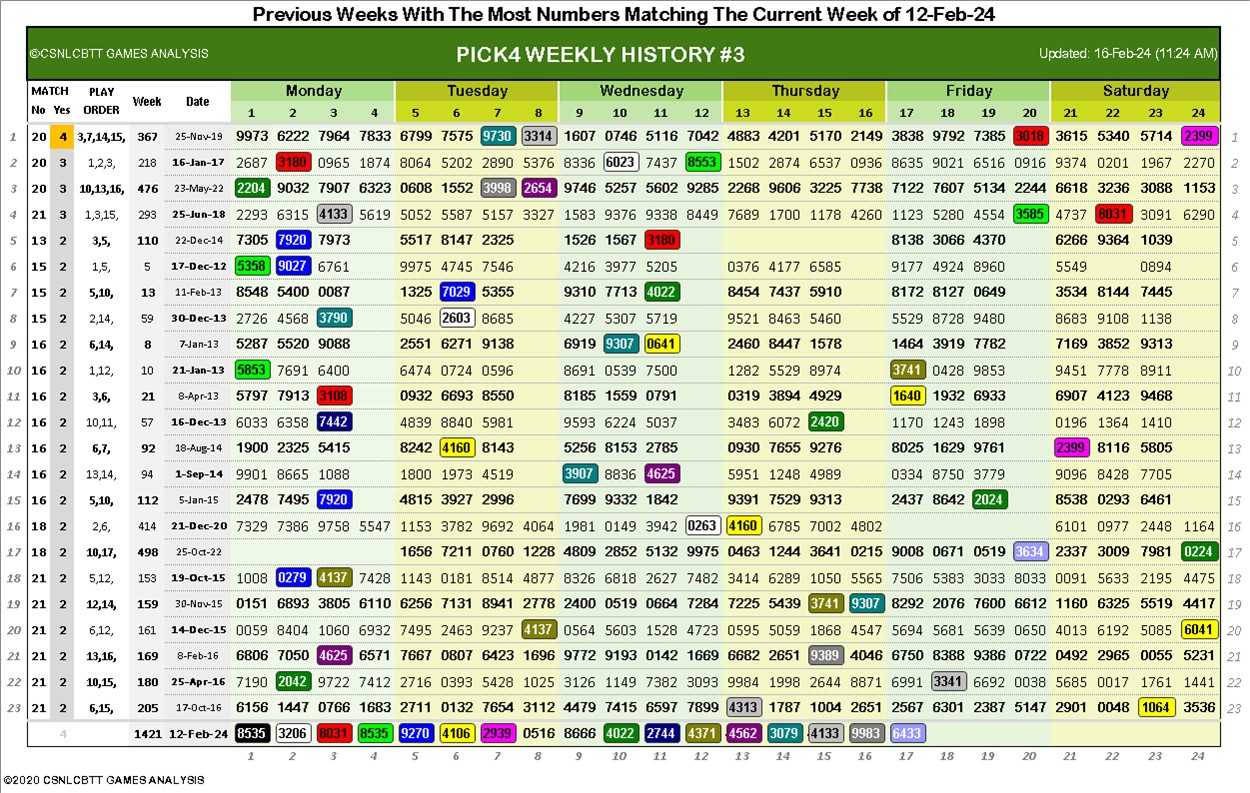 Previous Weeks With The Most Numbers Matching The Current Week of 12-Feb-24
©CSNLCBTT GAMES ANALYSIS PICK4 WEEKLY HISTORY #3 Updated: 16-Feb-24 (11:24 AM)
MATCH PLAY Week Date Monday Tuesday Wednesday Thursday Friday Saturday
No Yes ORDER 1 2 3 4 5 6 7 8 9 10 11 12 13 14 15 16 17 18 19 20 21 22 23 24
1 20 4 3,7,14,15, 367 25-Nov-19 9973 6222 7964 7833 6799 7575 9730 3314 1607 0746 5116 7042 4883 4201 5170 2149 3838 9792 7385 3018 3615 5340 5714 2399 1
2 20 3 1,2,3, 218 16-Jan-17 2687 3180 0965 1874 8064 5202 2890 5376 8336 6023 7437 8553 1502 2874 6537 0936 8635 9021 6516 0916 9374 0201 1967 2270 2
3 20 3 10,13,16, 476 23-May-22 2204 9032 7907 6323 0608 1552 3998 2654 9746 5257 5602 9285 2268 9606 3225 7738 7122 7607 5134 2244 6618 3236 3088 1153 3
4 21 3 1,3,15, 293 25-Jun-18 2293 6315 4133 5619 5052 5587 5157 3327 1583 9376 9338 8449 7689 1700 1178 4260 1123 5280 4554 3585 4737 8031 3091 6290 4
5 13 2 3,5, 110 22-Dec-14 7305 7920 7973 5517 8147 2325 1526 1567 3180 8138 3066 4370 6266 9364 1039 5
6 15 2 1,5, 5 17-Dec-12 5358 9027 6761 9975 4745 7546 4216 3977 5205 0376 4177 6585 9177 4924 8960 5549 0894 6
7 15 2 5,10, 13 11-Feb-13 8548 5400 0087 1325 7029 5355 9310 7713 4022 8454 7437 5910 8172 8127 0649 3534 8144 7445 7
8 15 2 2,14, 59 30-Dec-13 2726 4568 3790 5046 2603 8685 4227 5307 5719 9521 8463 5460 5529 8728 9480 8683 9108 1138 8
9 16 2 6,14, 8 7-Jan-13 5287 5520 9088 2551 6271 9138 6919 9307 0641 2460 8447 1578 1464 3919 7782 7169 3852 9313 9
10 16 2 1,12, 10 21-Jan-13 5853 7691 6400 6474 0724 0596 8691 0539 7500 1282 5529 8974 3741 0428 9853 9451 7778 8911 10
11 16 2 3,6, 21 8-Apr-13 5797 7913 3108 0932 6693 8550 8185 1559 0791 0319 3894 4929 1640 1932 6933 6907 4123 9468 11
12 16 2 10,11, 57 16-Dec-13 6033 6358 7442 4839 8840 5981 9593 6224 5037 3483 6072 2420 1170 1243 1898 0196 1364 1410 12
13 16 2 6,7, 92 18-Aug-14 1900 2325 5415 8242 4160 8143 5256 8153 2785 0930 7655 9276 8025 1629 9761 2399 8116 5805 13
14 16 2 13,14, 94 1-Sep-14 9901 8665 1088 1800 1973 4519 3907 8836 4625 5951 1248 4989 0334 8750 3779 9096 8428 7705 14
15 16 2 5,10, 112 5-Jan-15 2478 7495 7920 4815 3927 2996 7699 9332 1842 9391 7529 9313 2437 8642 2024 8538 0293 6461 15
16 18 2 2,6, 414 21-Dec-20 7329 7386 9758 5547 1153 3782 9692 4064 1981 0149 3942 0263 4160 6785 7002 4802 6101 0977 2448 1164 16
17 18 2 10,17, 498 25-Oct-22 1656 7211 0760 1228 4809 2852 5132 9975 0463 1244 3641 0215 9008 0671 0519 3634 2337 3009 7981 0224 17
18 21 2 5,12, 153 19-Oct-15 1008 0279 4137 7428 1143 0181 8514 4877 8326 6818 2627 7482 3414 6289 1050 5565 7506 5383 3033 8033 0091 5633 2195 4475 18
19 21 2 12,14, 159 30-Nov-15 0151 6893 3805 6110 6256 7131 8941 2778 2400 0519 0664 7284 7225 5439 3741 9307 8292 2076 7600 6612 1160 6325 5519 4417 19
20 21 2 6,12, 161 14-Dec-15 0059 8404 1060 6932 7495 2463 9237 4137 0564 5603 1528 4723 0595 5059 1868 4547 5694 5681 5639 0650 4013 6192 5085 6041 20
21 21 2 13,16, 169 8-Feb-16 6806 7050 4625 6571 7667 0807 6423 1696 9772 9193 0142 1669 6682 2651 9389 4046 6750 8388 9386 0722 0492 2965 0055 5231 21
22 21 2 10,15, 180 25-Apr-16 7190 2042 9722 7412 2716 0393 5428 1025 3126 1149 7382 3093 9984 1998 2644 8871 6991 3341 6692 0038 5685 0017 1761 1441 22
23 21 2 6,15, 205 17-Oct-16 6156 1447 0766 1683 2711 0132 7654 3112 4479 7415 6597 7899 4313 1787 1004 2651 2567 6301 2387 5147 2901 0048 1064 3536 23
4 1421 12-Feb-24 8535 3206 8031 8535 9270 4106 2939 0516 8666 4022 2744 4371 4562 3079 4133 9983 6433
1 2 3 4 5 6 7 8 9 10 11 12 13 14 15 16 17 18 19 20 21 22 23 24
©2020 CSNLCBTT GAMES ANALYSIS